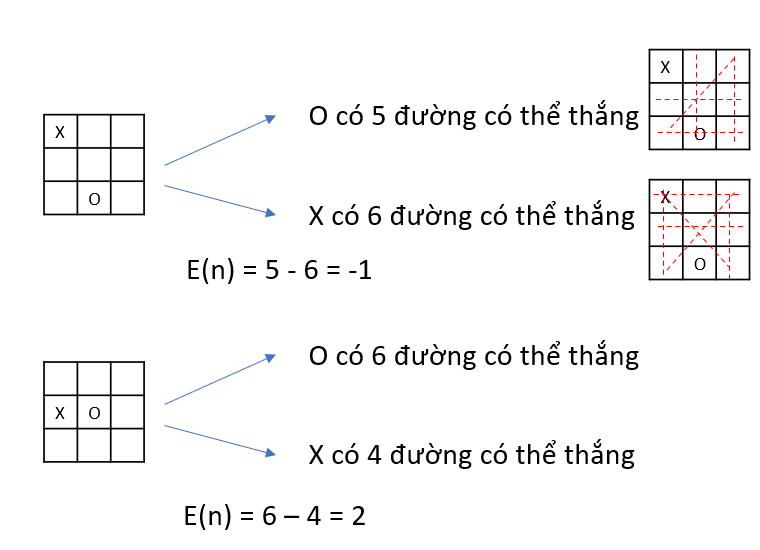 X
O
O có 5 đường có thể thắng
X
O
X có 6 đường có thể thắng
X
O
E(n) = 5 - 6 = -1
X O
O có 6 đường có thể thắng
X có 4 đường có thể thắng
E(n) = 6 – 4 = 2